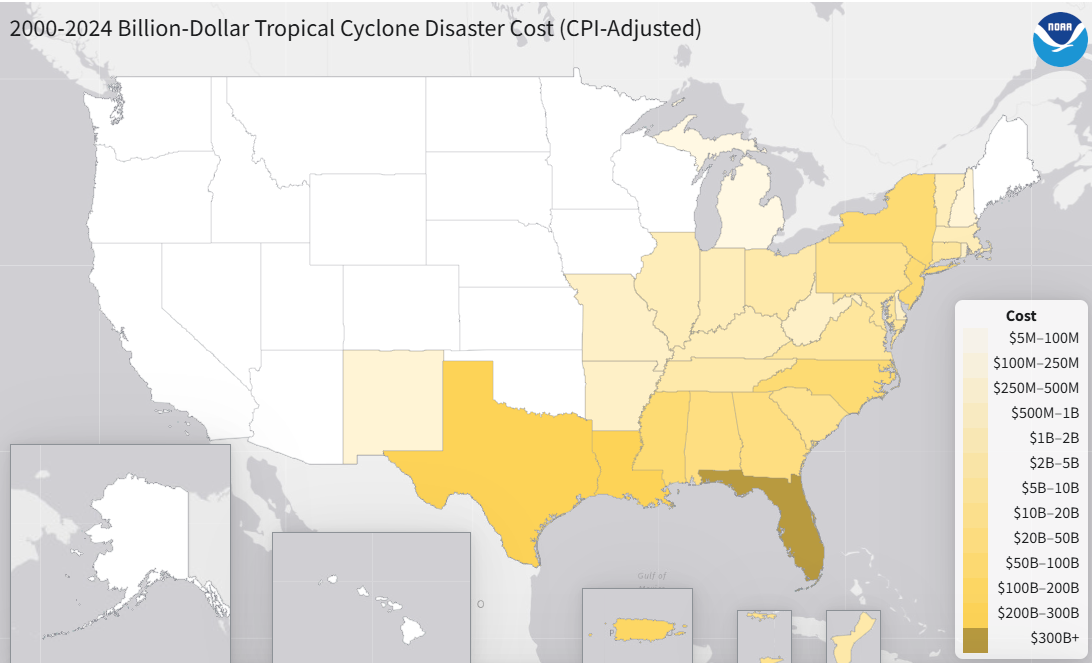 2000-2024 Billion-Dollar Tropical Cyclone Disaster Cost (CPI-Adjusted)
NOAA
Cost
$5M–100M
$100M–250M
$250M–500M
$500M–1B
$1B–2B
$2B–5B
$5B–10B
$10B–20B
$20B–50B
$50B–100B
$100B–200B
$200B–300B
$300B+
Gulf of
O
P